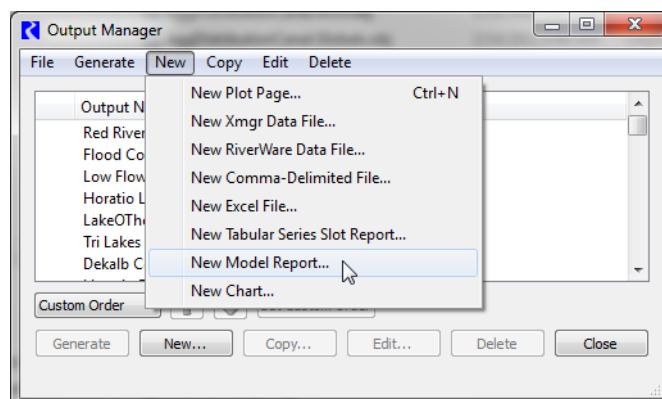 Output Manager
File Generate New Copy Edit Delete
New Plot Page... Ctrl+N
New Xmgr Data File...
New RiverWare Data File...
New Comma-Delimited File...
New Excel File...
New Tabular Series Slot Report...
New Model Report...
New Chart...
Output N
Red River
Flood Co
Low Flow
Horatio L
LakeOTh
Tri Lakes
Dekalb C
Custom Order
Generate New... Copy... Edit... Delete Close